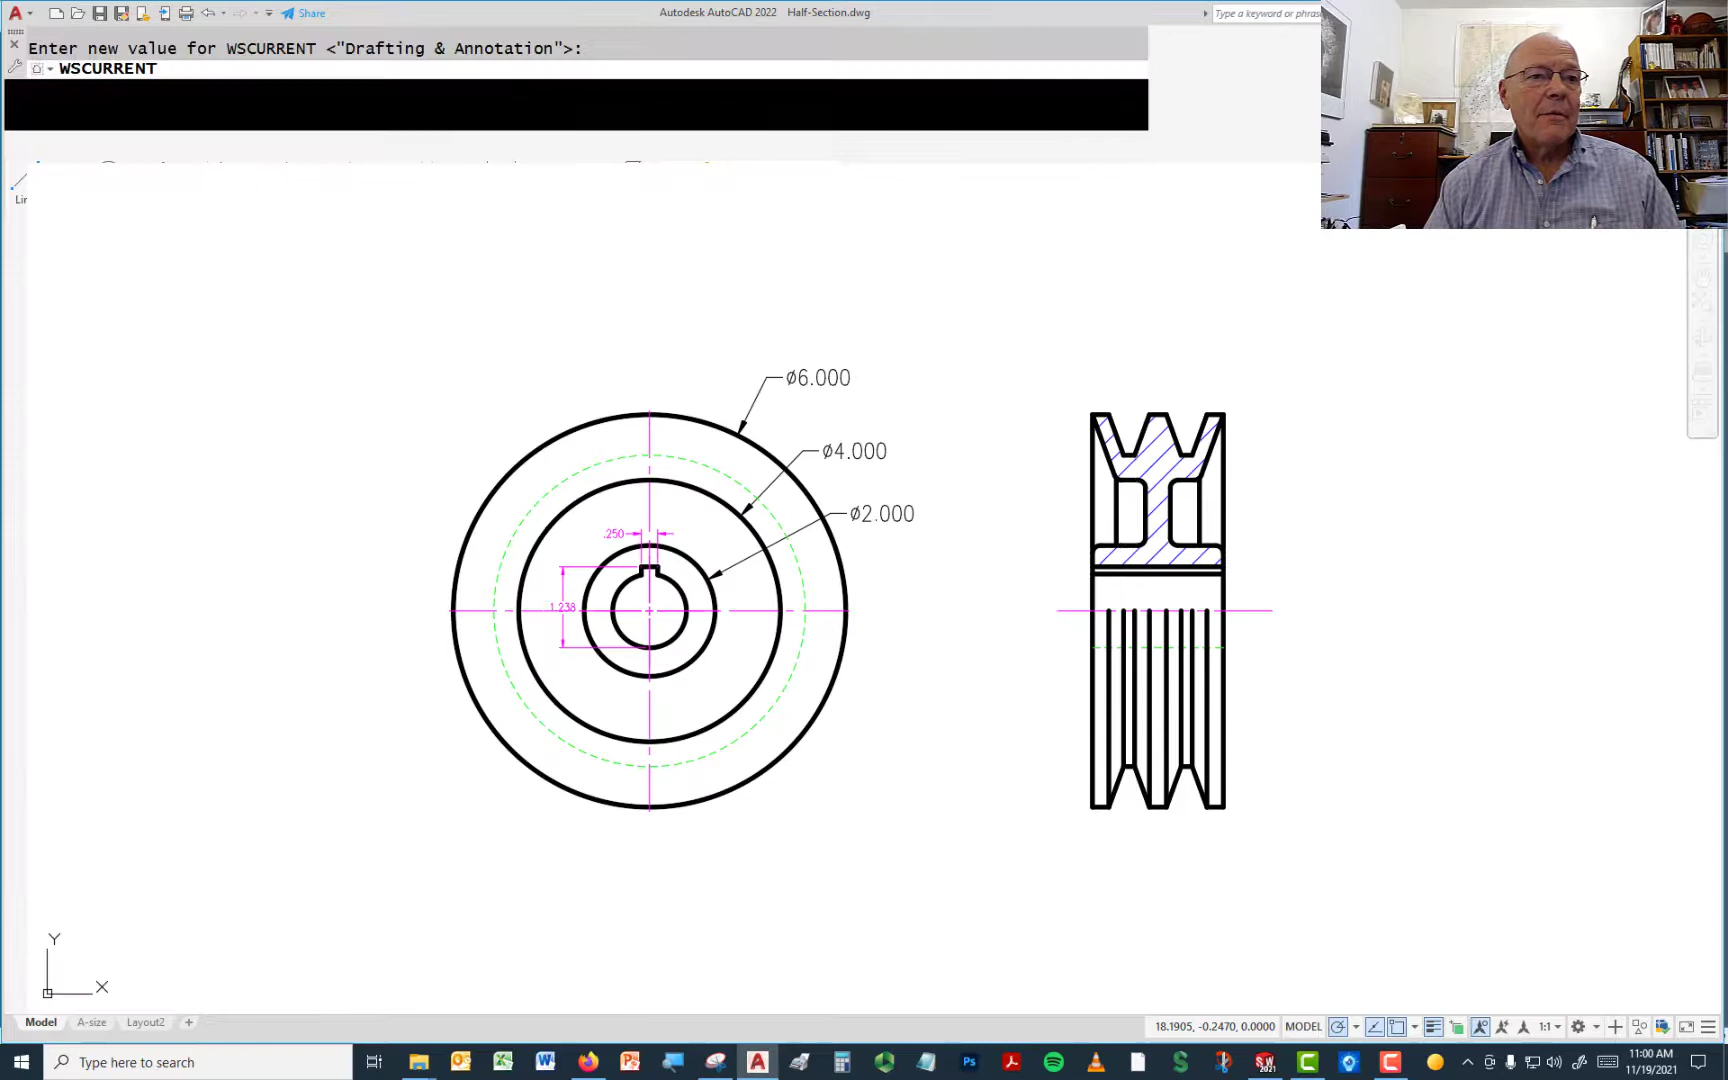 Share
Autodesk AutoCAD 2022 Half-Section.dwg
Type a keyword or phras
Enter new value for WSCURRENT <"Drafting & Annotation">:
WSCURRENT
Lin
Ø6.000
Ø4.000
Ø2.000
.250
1.238
Y
X
Model A-size Layout2 +
18.1905, -0.2470, 0.0000 MODEL 1:1
Type here to search
11:00 AM
11/19/2021